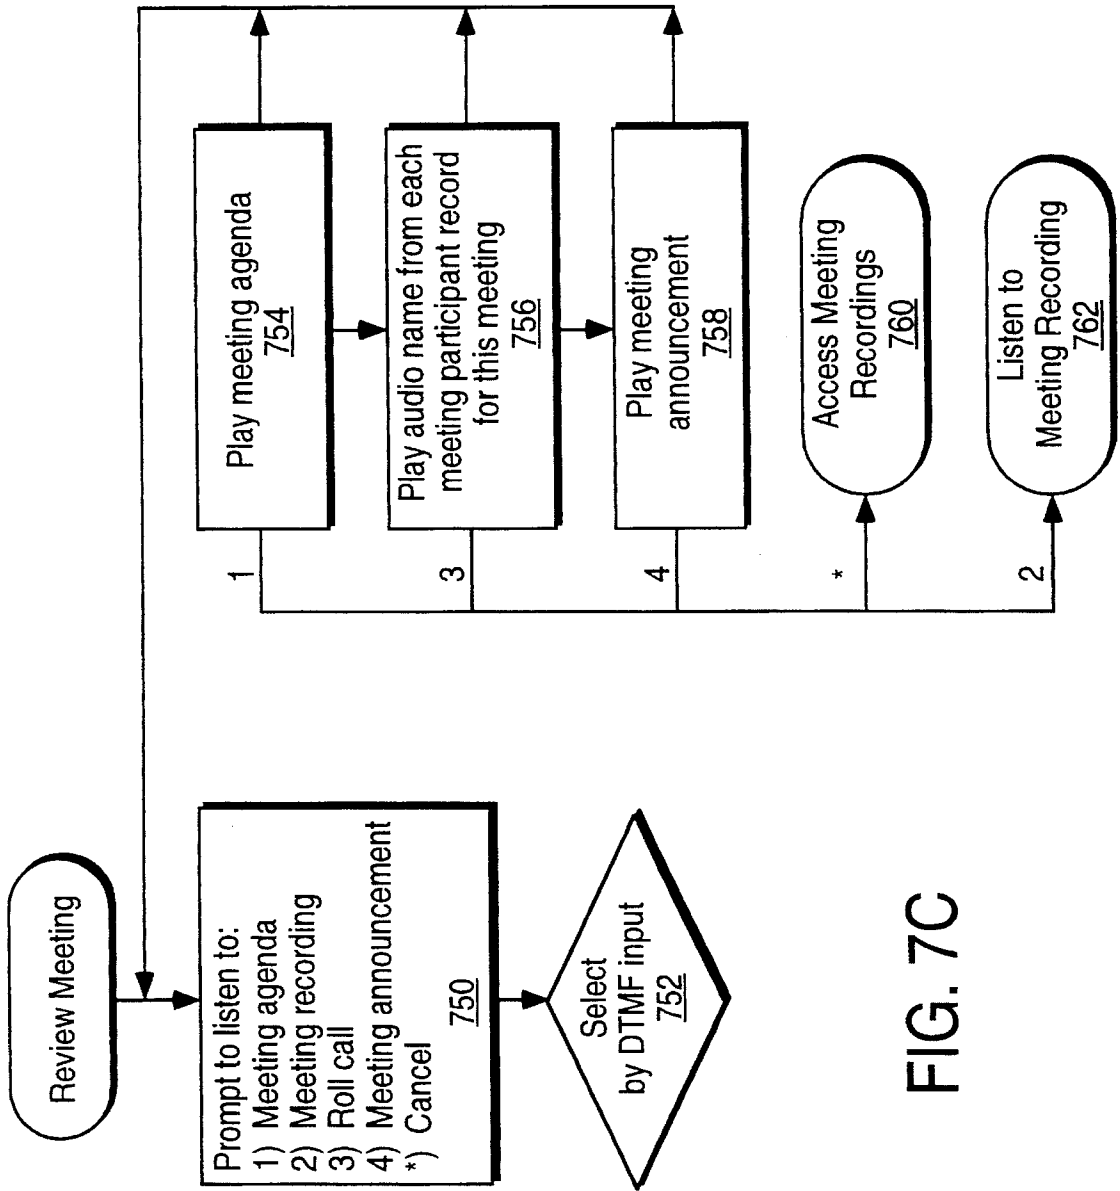 Review Meeting
Prompt to listen to:
1) Meeting agenda
2) Meeting recording
3) Roll call
4) Meeting announcement
*) Cancel
750
Select
by DTMF input
752
1
Play meeting agenda
754
3
Play audio name from each
meeting participant record
for this meeting
756
4
Play meeting
announcement
758
*
Access Meeting
Recordings
760
2
Listen to
Meeting Recording
762
FIG. 7C